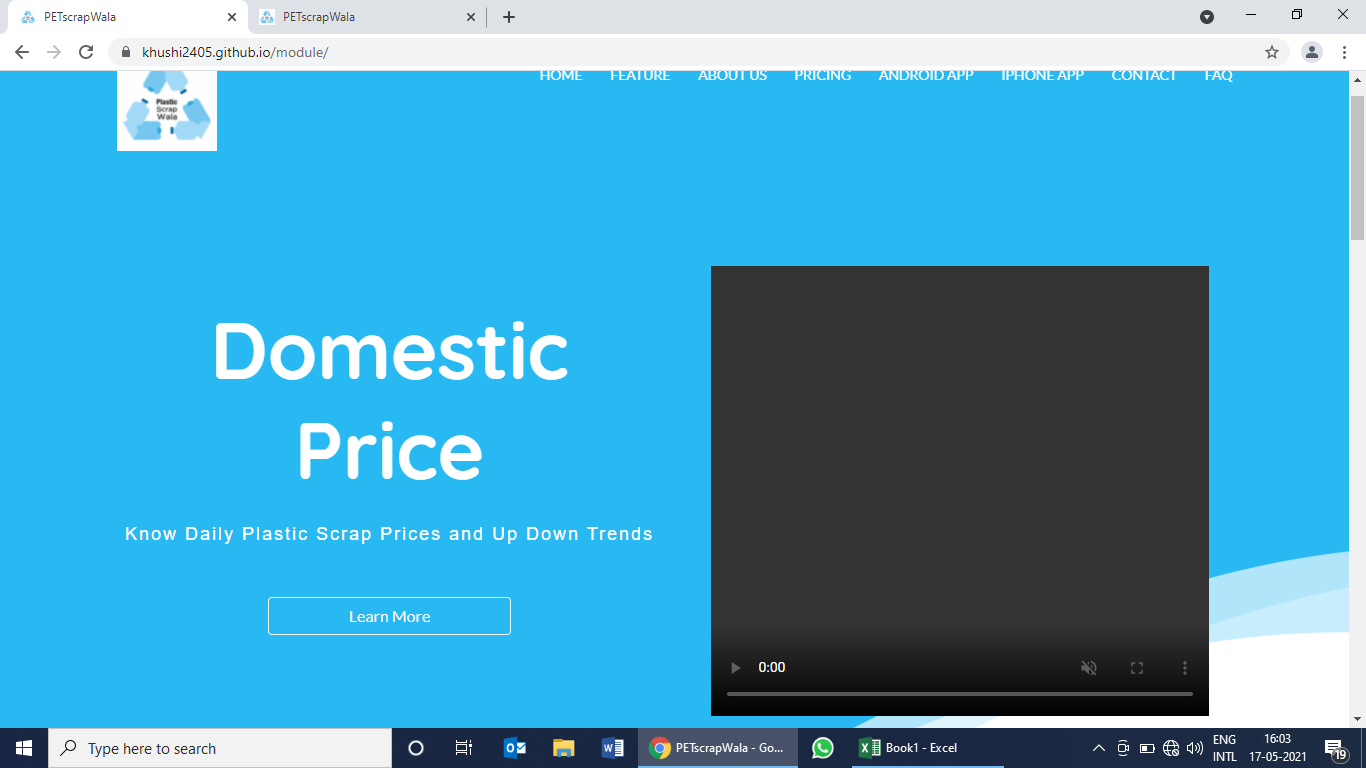 PETscrapWala
PETscrapWala
khushi2405.github.io/module/
Plastic
Scrap
Wala
HOME FEATURE ABOUT US PRICING ANDROID APP IPHONE APP CONTACT FAQ
Domestic
Price
Know Daily Plastic Scrap Prices and Up Down Trends
Learn More
0:00
Type here to search
PETscrapWala - Go...
Book1 - Excel
ENG
INTL
16:03
17-05-2021
19